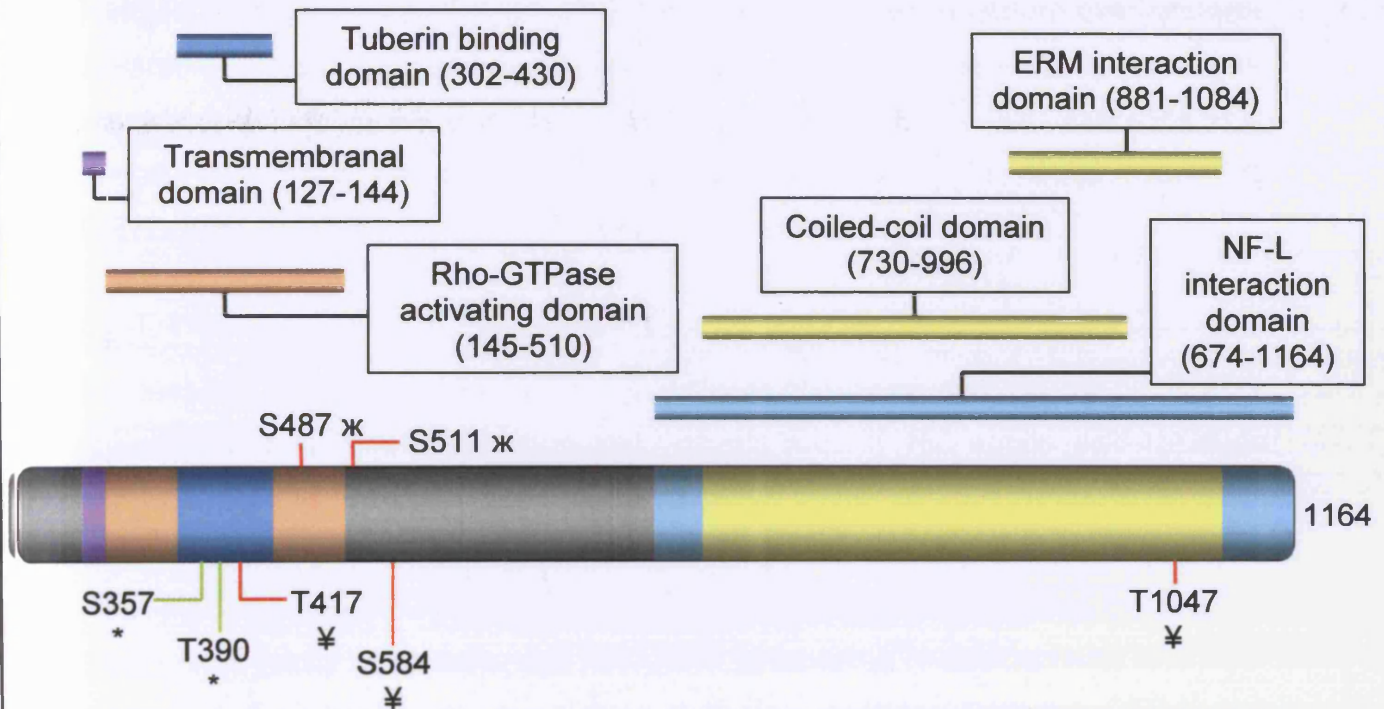 Tuberin binding
domain (302-430)
ERM interaction
domain (881-1084)
Transmembranal
domain (127-144)
Coiled-coil domain
(730-996)
NF-L
interaction
domain
(674-1164)
Rho-GTPase
activating domain
(145-510)
S487 ж
S511 ж
1164
S357
*
T390
*
T417
¥
S584
¥
T1047
¥